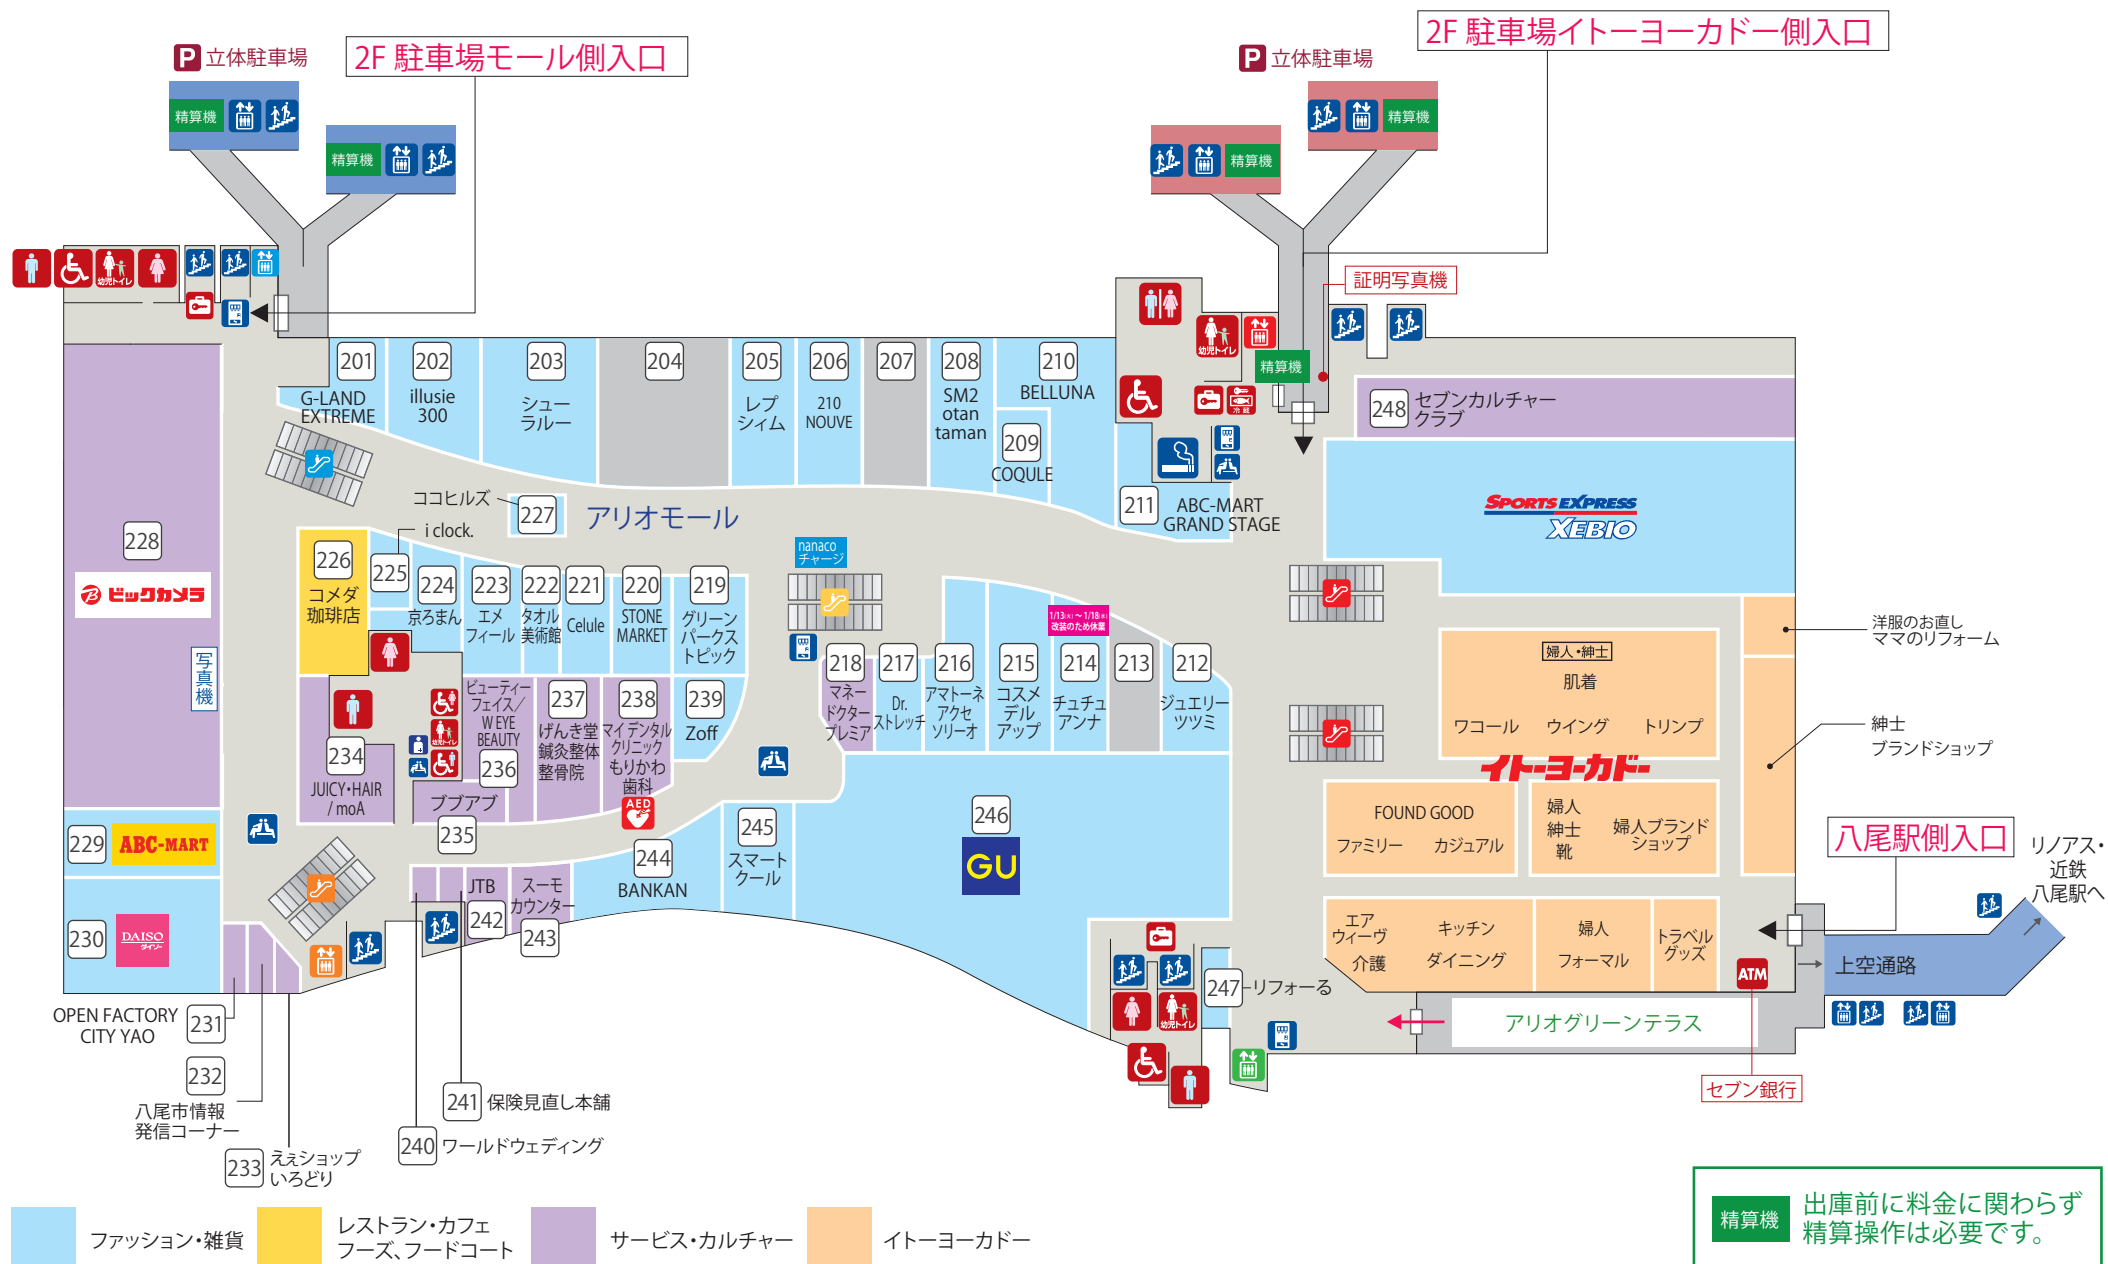 2F 駐車場モール側入口
2F 駐車場イトーヨーカドー側入口
P 立体駐車場
P 立体駐車場
精算機
精算機
精算機
精算機
幼児トイレ
証明写真機
幼児トイレ
精算機
冷蔵
201
G-LAND
EXTREME
202
illusie
300
203
シュー
ラルー
204
205
レプ
シィム
206
210
NOUVE
207
208
SM2
otan
taman
210
BELLUNA
209
COQULE
211
ABC-MART
GRAND STAGE
248
セブンカルチャー
クラブ
SPORTS EXPRESS
XEBIO
ココヒルズ
227
アリオモール
i clock.
nanaco
チャージ
228
ビックカメラ
写真機
226
コメダ
珈琲店
225
224
京ろまん
223
エメ
フィール
222
タオル
美術館
221
Celule
220
STONE
MARKET
219
グリーン
パークス
トピック
218
マネー
ドクター
プレミア
217
Dr.
ストレッチ
216
アマトーネ
アクセ
ソリーオ
215
コスメ
デル
アップ
1/13(火)～1/18(日)
改装のため休業
214
チュチュ
アンナ
213
212
ジュエリー
ツツミ
洋服のお直し
ママのリフォーム
婦人・紳士
肌着
ワコール
ウイング
トリンプ
紳士
ブランドショップ
イトーヨーカドー
234
JUICY・HAIR
/ moA
幼児トイレ
ビューティー
フェイス／
W EYE
BEAUTY
236
237
げんき堂
鍼灸整体
整骨院
238
マイ デンタル
クリニック
もりかわ
歯科
AED
239
Zoff
ブブアブ
235
229
ABC-MART
230
DAISO
ダイソー
JTB
242
スーモ
カウンター
243
244
BANKAN
245
スマート
クール
246
GU
FOUND GOOD
ファミリー
カジュアル
婦人
紳士
靴
婦人ブランド
ショップ
八尾駅側入口
リノアス・
近鉄
八尾駅へ
エア
ウィーヴ
介護
キッチン
ダイニング
婦人
フォーマル
トラベル
グッズ
ATM
上空通路
幼児トイレ
247
リフォーる
アリオグリーンテラス
セブン銀行
OPEN FACTORY
CITY YAO
231
232
八尾市情報
発信コーナー
233
えぇショップ
いろどり
241
保険見直し本舗
240
ワールドウェディング
ファッション・雑貨
レストラン・カフェ
フーズ、フードコート
サービス・カルチャー
イトーヨーカドー
精算機
出庫前に料金に関わらず
精算操作は必要です。